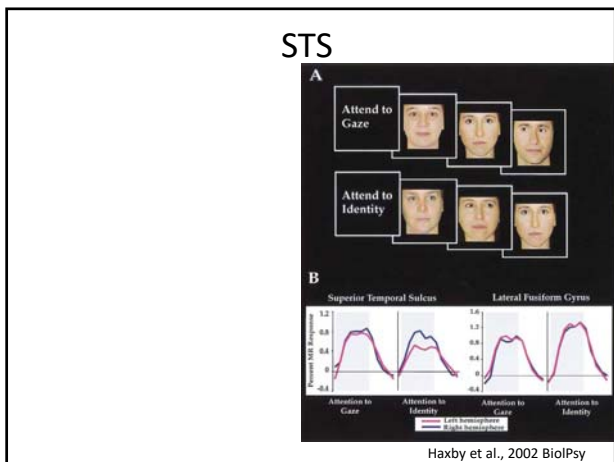 STS
A
Attend to
Gaze
Attend to
Identity
B
Superior Temporal Sulcus
Lateral Fusiform Gyrus
Percent MR Response
1.2
0.8
0.4
0
-0.4
1.6
1.2
0.8
0.4
0
-0.4
Attention to
Gaze
Attention to
Identity
Attention to
Gaze
Attention to
Identity
Left hemisphere
Right hemisphere
Haxby et al., 2002 BiolPsy